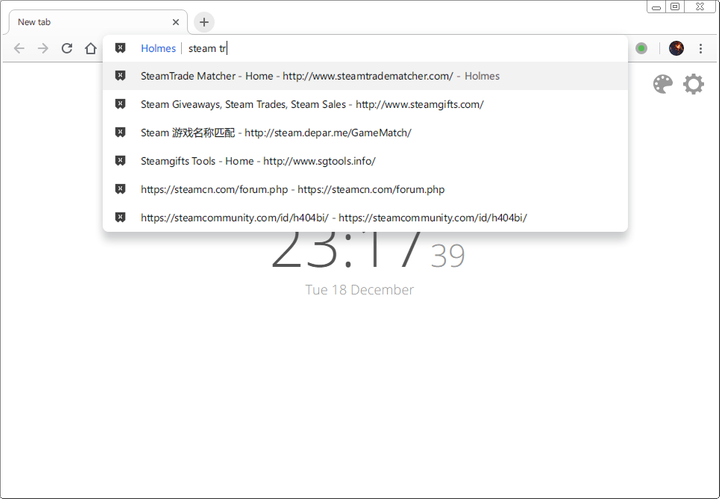 New tab
Holmes steam tr
SteamTrade Matcher - Home - http://www.steamtradematcher.com/ - Holmes
Steam Giveaways, Steam Trades, Steam Sales - http://www.steamgifts.com/
Steam 游戏名称匹配 - http://steam.depar.me/GameMatch/
Steamgifts Tools - Home - http://www.sgtools.info/
https://steamcn.com/forum.php - https://steamcn.com/forum.php
https://steamcommunity.com/id/h404bi/ - https://steamcommunity.com/id/h404bi/
23:17 39
Tue 18 December